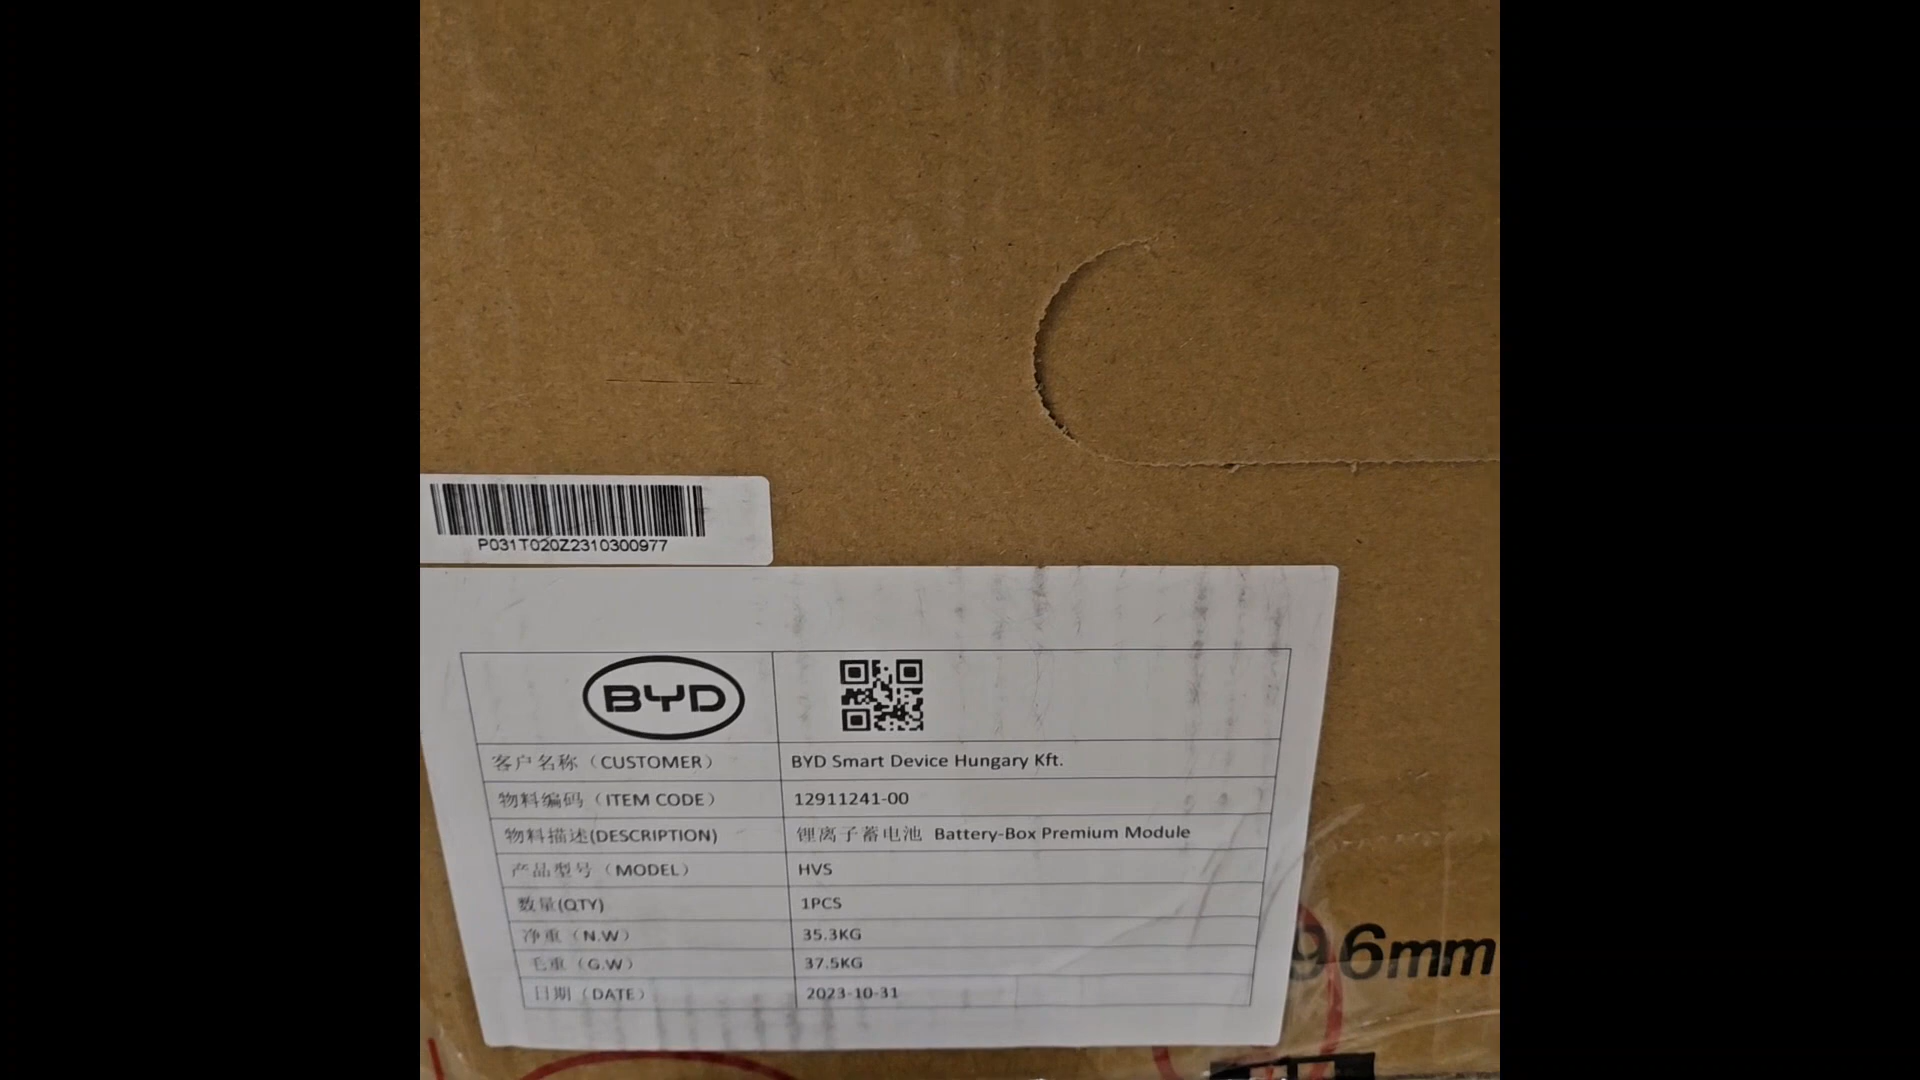 P031T020Z2310300977
BYD
客户名称（CUSTOMER） BYD Smart Device Hungary Kft.
物料编码（ITEM CODE） 12911241-00
物料描述(DESCRIPTION) 锂离子蓄电池 Battery-Box Premium Module
产品型号（MODEL） HVS
数量(QTY) 1PCS
净重（N.W） 35.3KG
毛重（G.W） 37.5KG
日期（DATE） 2023-10-31
96mm